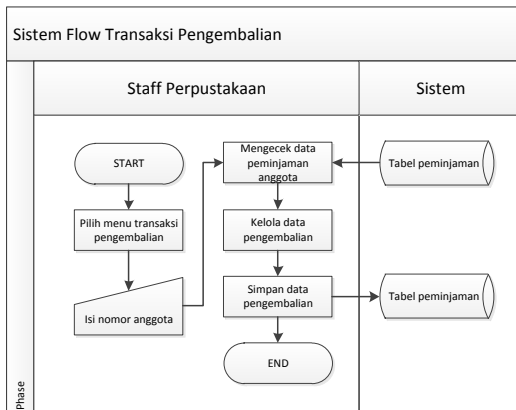 Sistem Flow Transaksi Pengembalian
Staff Perpustakaan
Sistem
START
Pilih menu transaksi
pengembalian
Isi nomor anggota
Mengecek data
peminjaman
anggota
Tabel peminjaman
Kelola data
pengembalian
Simpan data
pengembalian
Tabel peminjaman
END
Phase